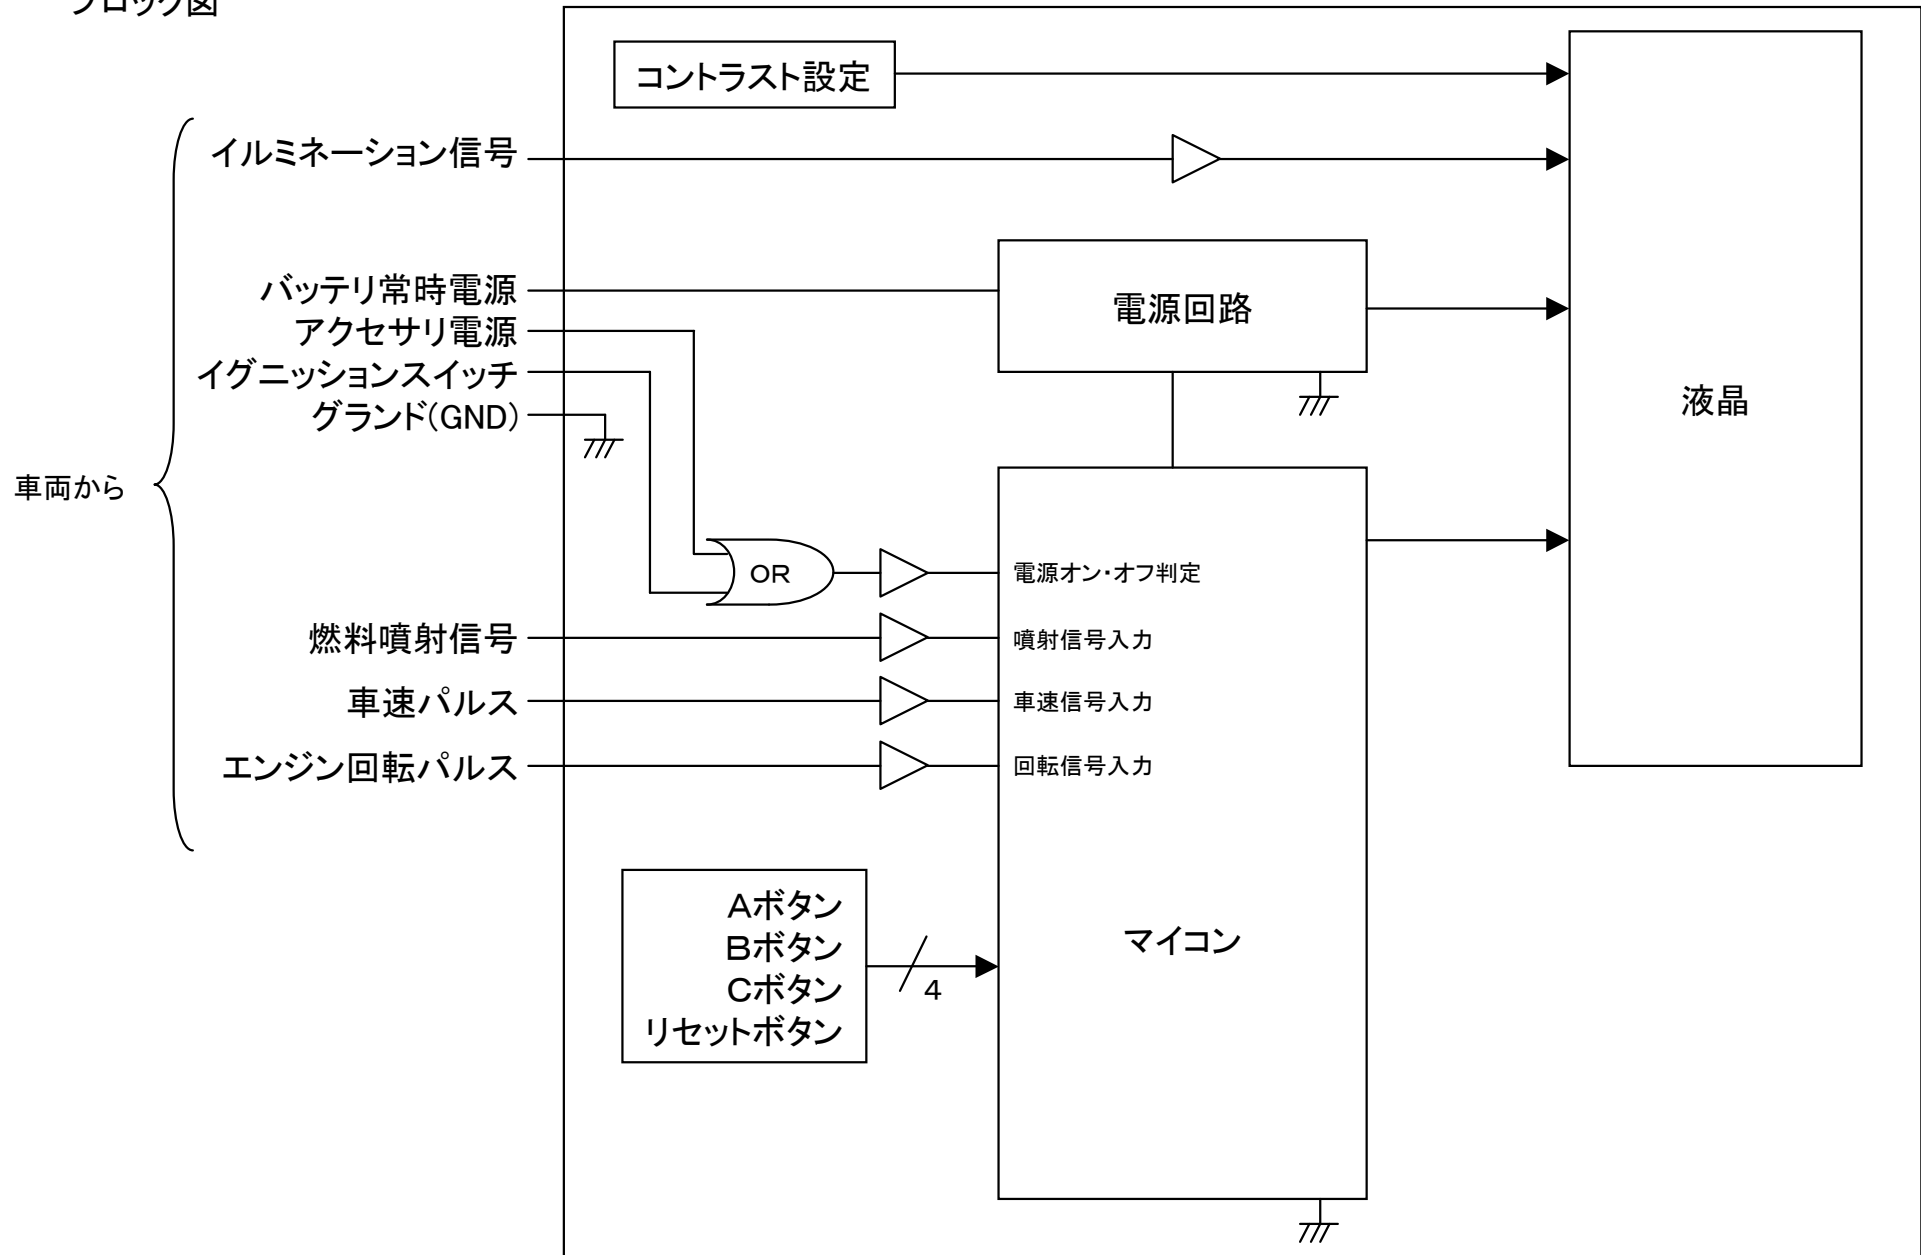 ブロック図
コントラスト設定
イルミネーション信号
バッテリ常時電源
アクセサリ電源
イグニッションスイッチ
グランド(GND)
電源回路
液晶
車両から
OR
電源オン・オフ判定
燃料噴射信号
噴射信号入力
車速パルス
車速信号入力
エンジン回転パルス
回転信号入力
Aボタン
Bボタン
Cボタン
リセットボタン
4
マイコン